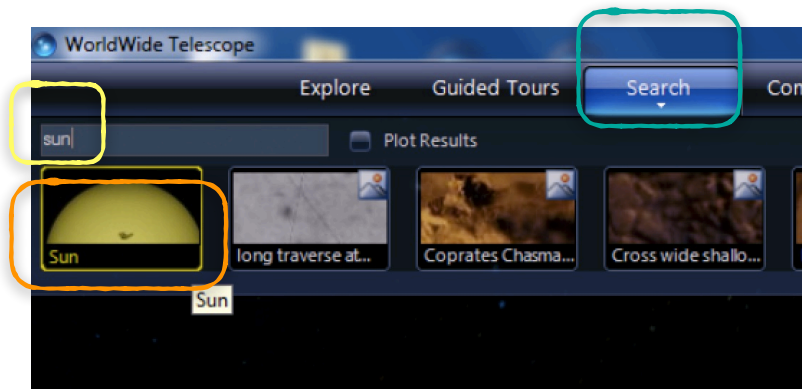 WorldWide Telescope
Explore Guided Tours Search Con
sun Plot Results
Sun long traverse at... Coprates Chasma... Cross wide shallo...
Sun